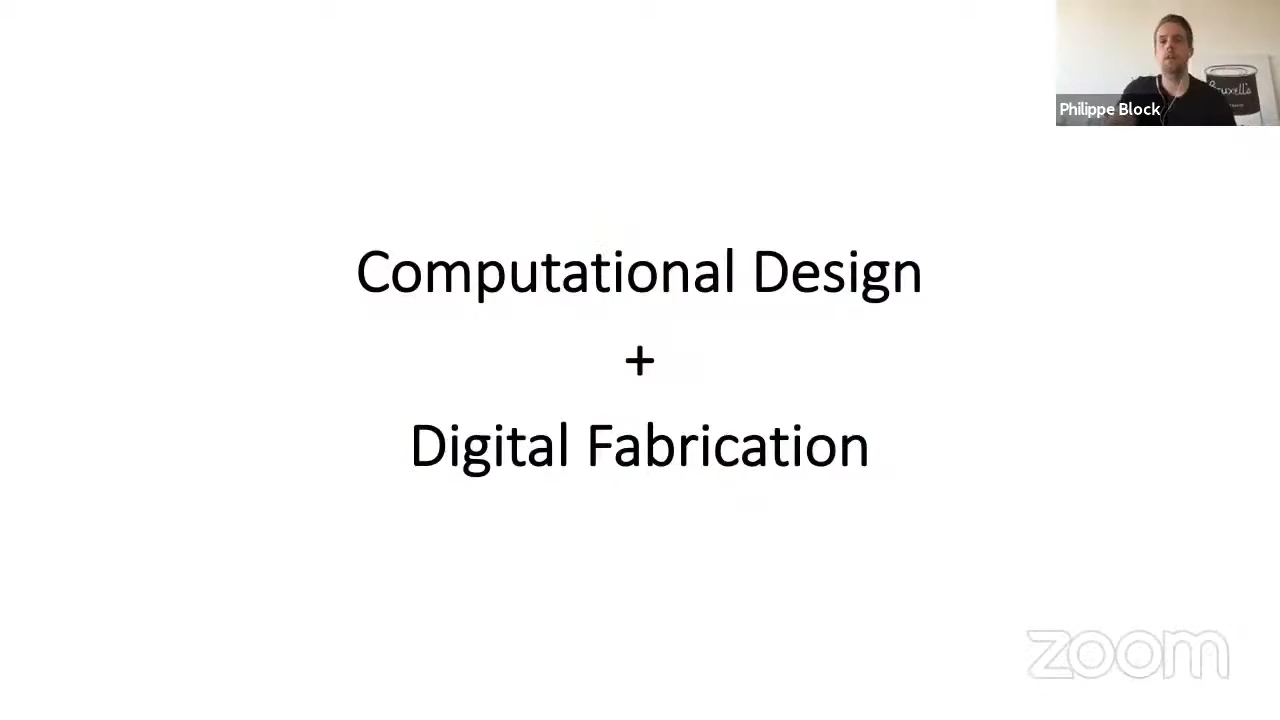 Philippe Block
Computational Design
+
Digital Fabrication
zoom